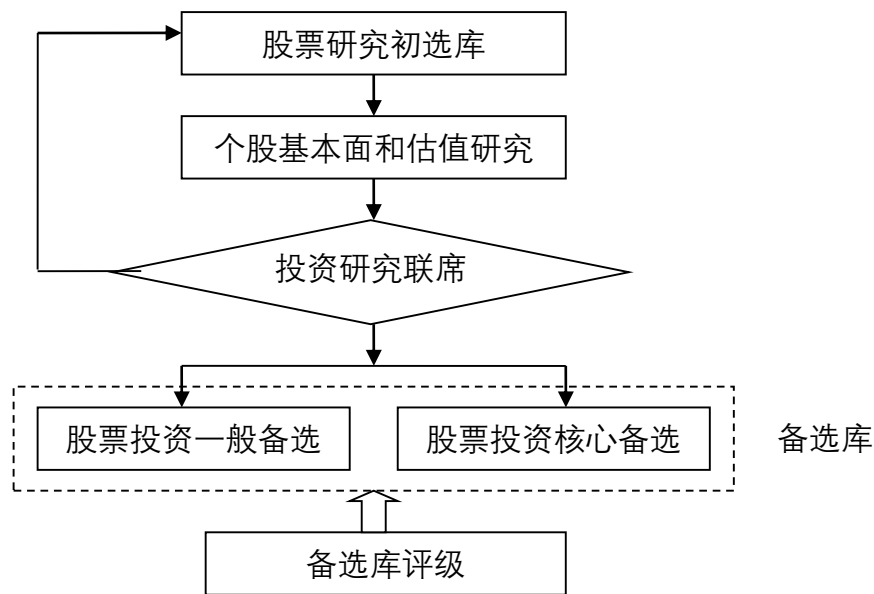 股票研究初选库
个股基本面和估值研究
投资研究联席
股票投资一般备选
股票投资核心备选
备选库
备选库评级